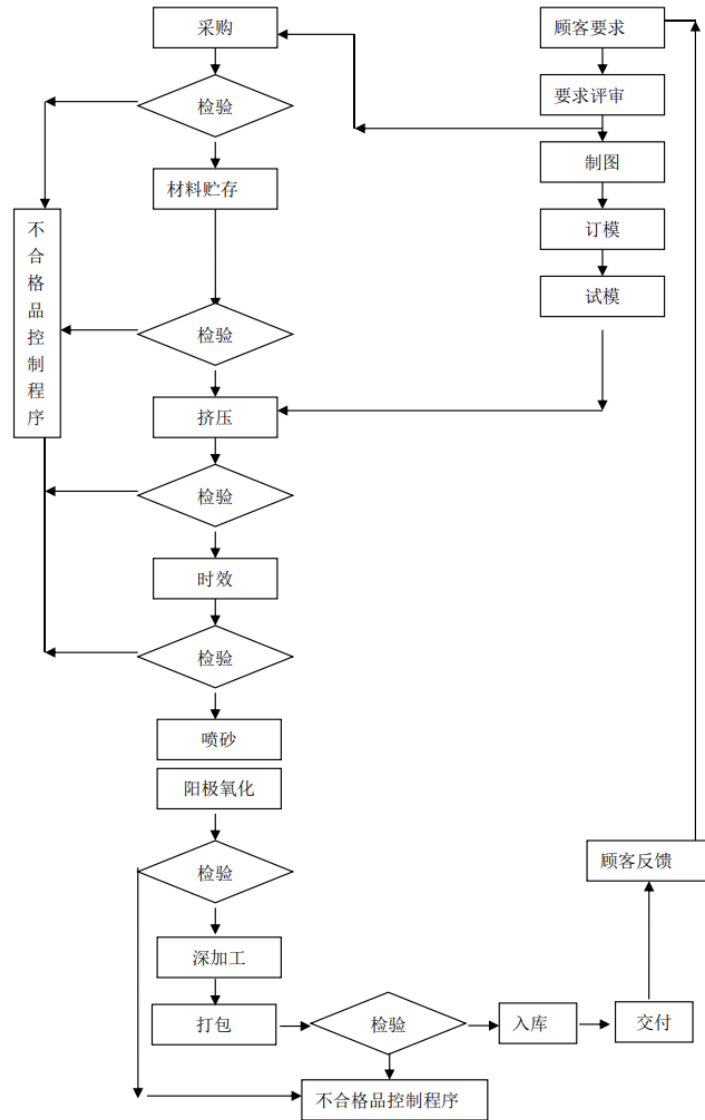 采购
顾客要求
检验
要求评审
制图
材料贮存
订模
不合格品控制程序
试模
检验
挤压
检验
时效
检验
喷砂
阳极氧化
检验
顾客反馈
深加工
打包
检验
入库
交付
不合格品控制程序